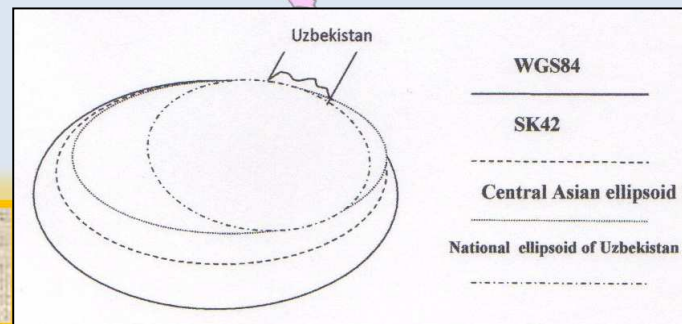 Uzbekistan
WGS84
SK42
Central Asian ellipsoid
National ellipsoid of Uzbekistan